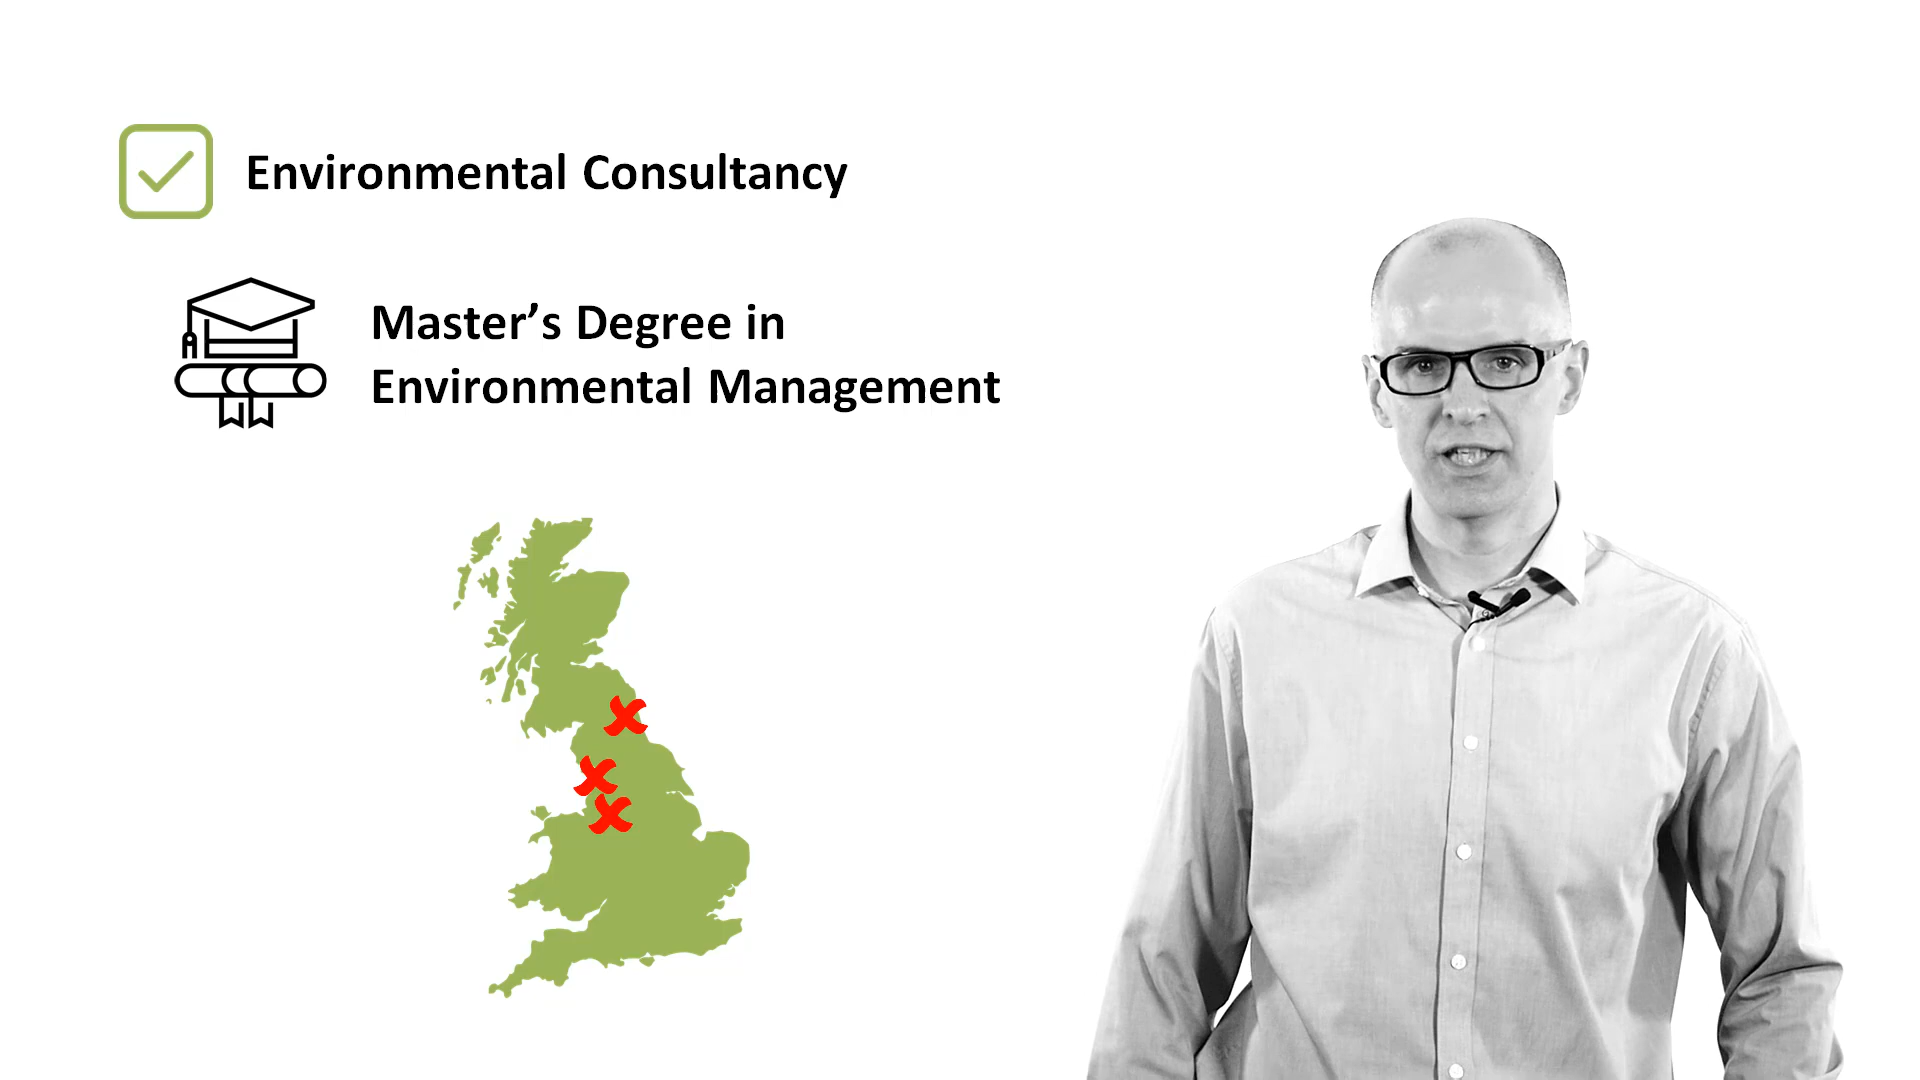 Environmental Consultancy
Master’s Degree in
Environmental Management